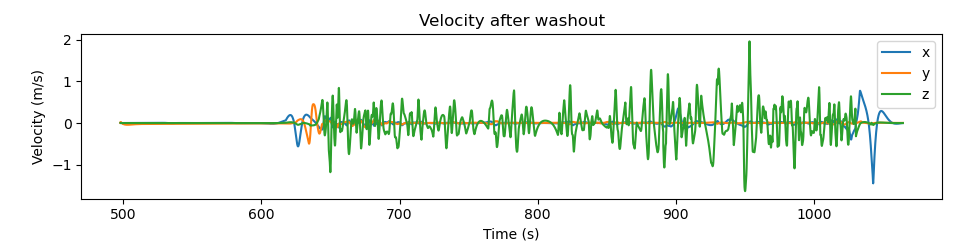 Velocity after washout
Velocity (m/s)
2
1
0
−1
500
600
700
800
900
1000
Time (s)
x
y
z